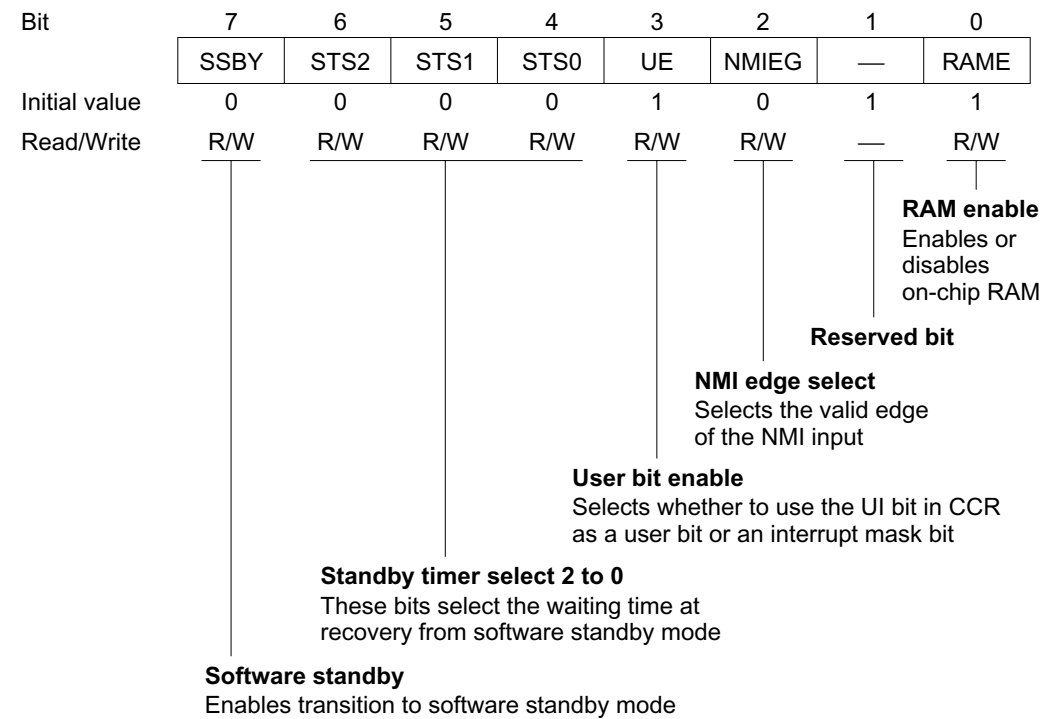 Bit 7 6 5 4 3 2 1 0
SSBY STS2 STS1 STS0 UE NMIEG — RAME
Initial value 0 0 0 0 1 0 1 1
Read/Write R/W R/W R/W R/W R/W R/W — R/W
RAM enable
Enables or
disables
on-chip RAM
Reserved bit
NMI edge select
Selects the valid edge
of the NMI input
User bit enable
Selects whether to use the UI bit in CCR
as a user bit or an interrupt mask bit
Standby timer select 2 to 0
These bits select the waiting time at
recovery from software standby mode
Software standby
Enables transition to software standby mode